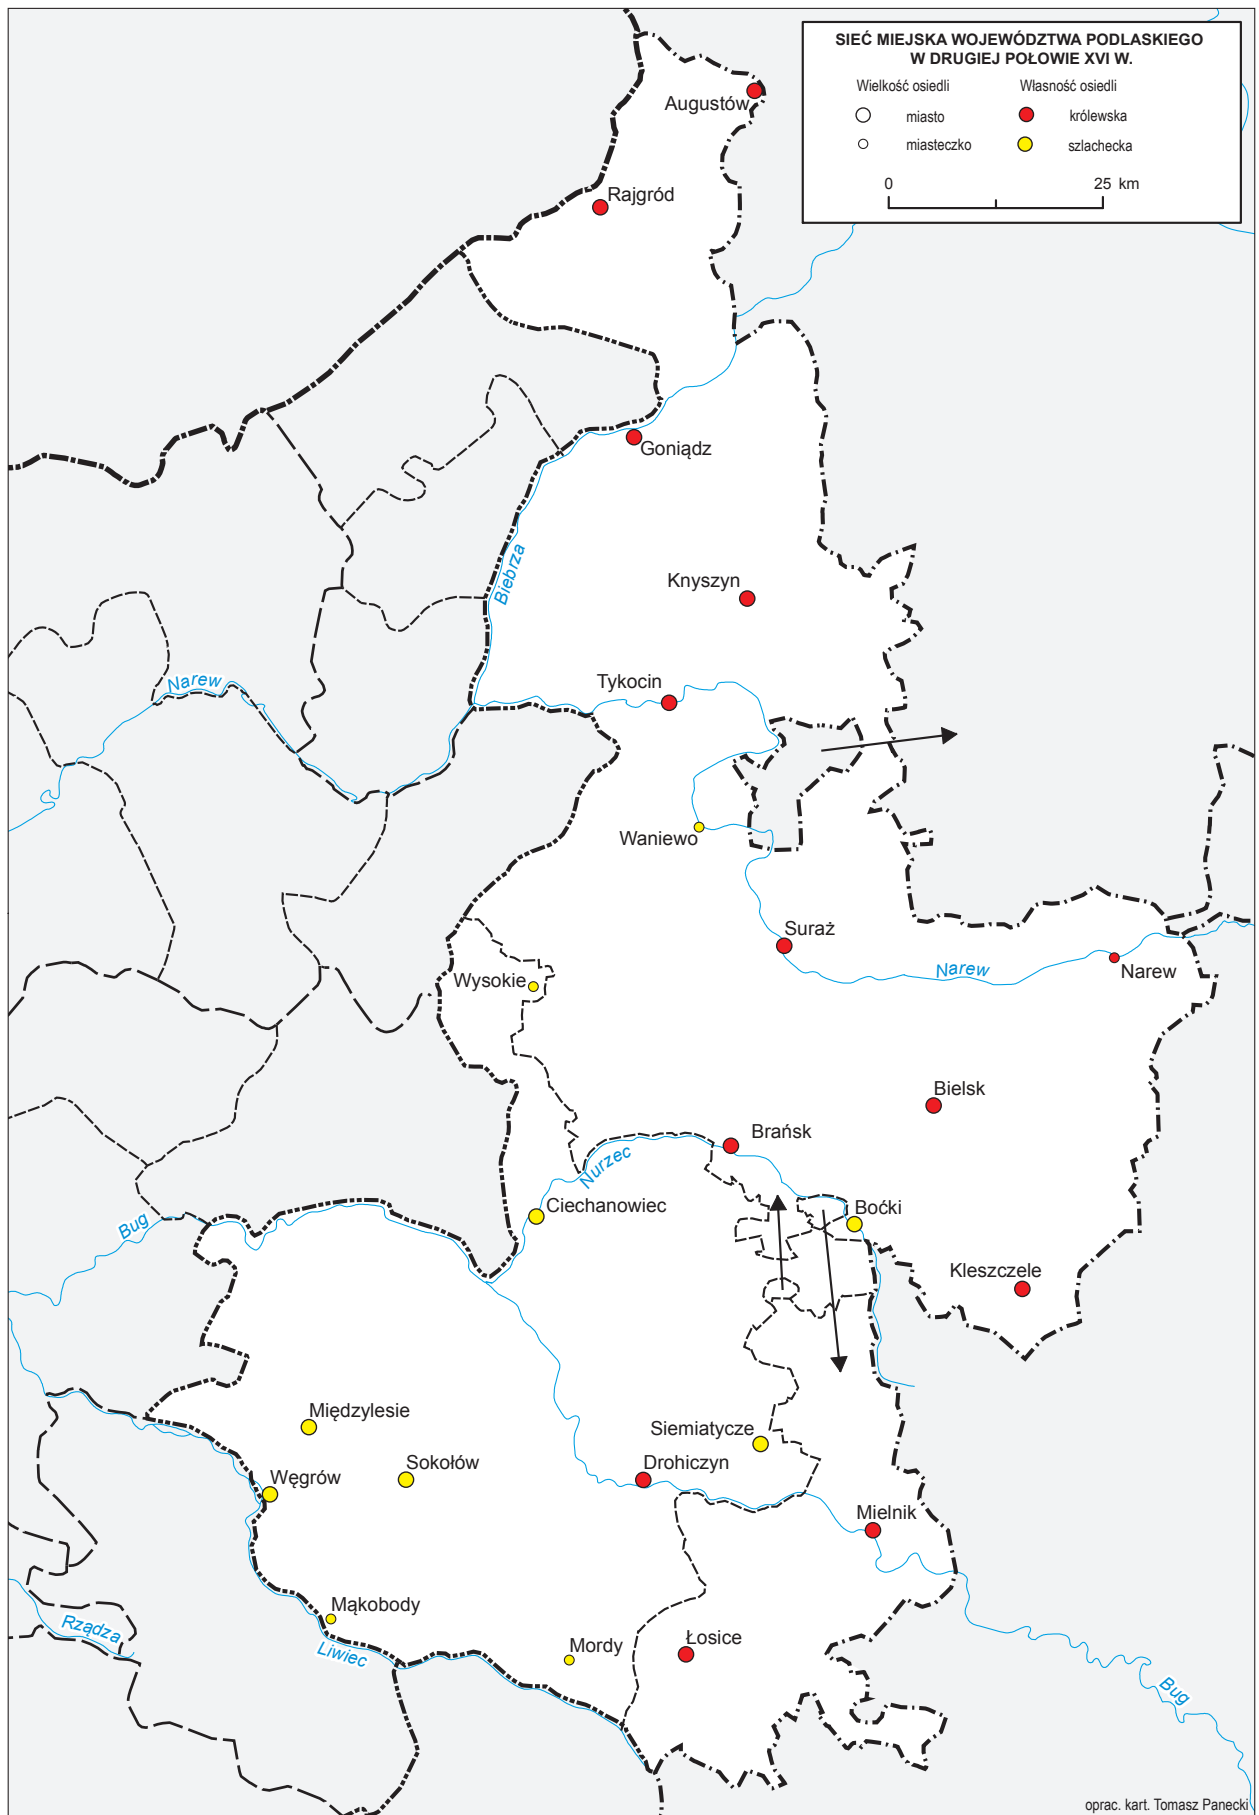 SIEĆ MIEJSKA WOJEWÓDZTWA PODLASKIEGO
W DRUGIEJ POŁOWIE XVI W.
Wielkość osiedli
Własność osiedli
miasto
królewska
miasteczko
szlachecka
0
25 km
Augustów
Rajgród
Goniądz
Biebrza
Knyszyn
Tykocin
Narew
Waniewo
Suraż
Narew
Narew
Wysokie
Bielsk
Brańsk
Nurzec
Ciechanowiec
Boćki
Bug
Kleszczele
Międzylesie
Siemiatycze
Sokołów
Drohiczyn
Węgrów
Mielnik
Mąkobody
Rządza
Liwiec
Mordy
Łosice
Bug
oprac. kart. Tomasz Panecki